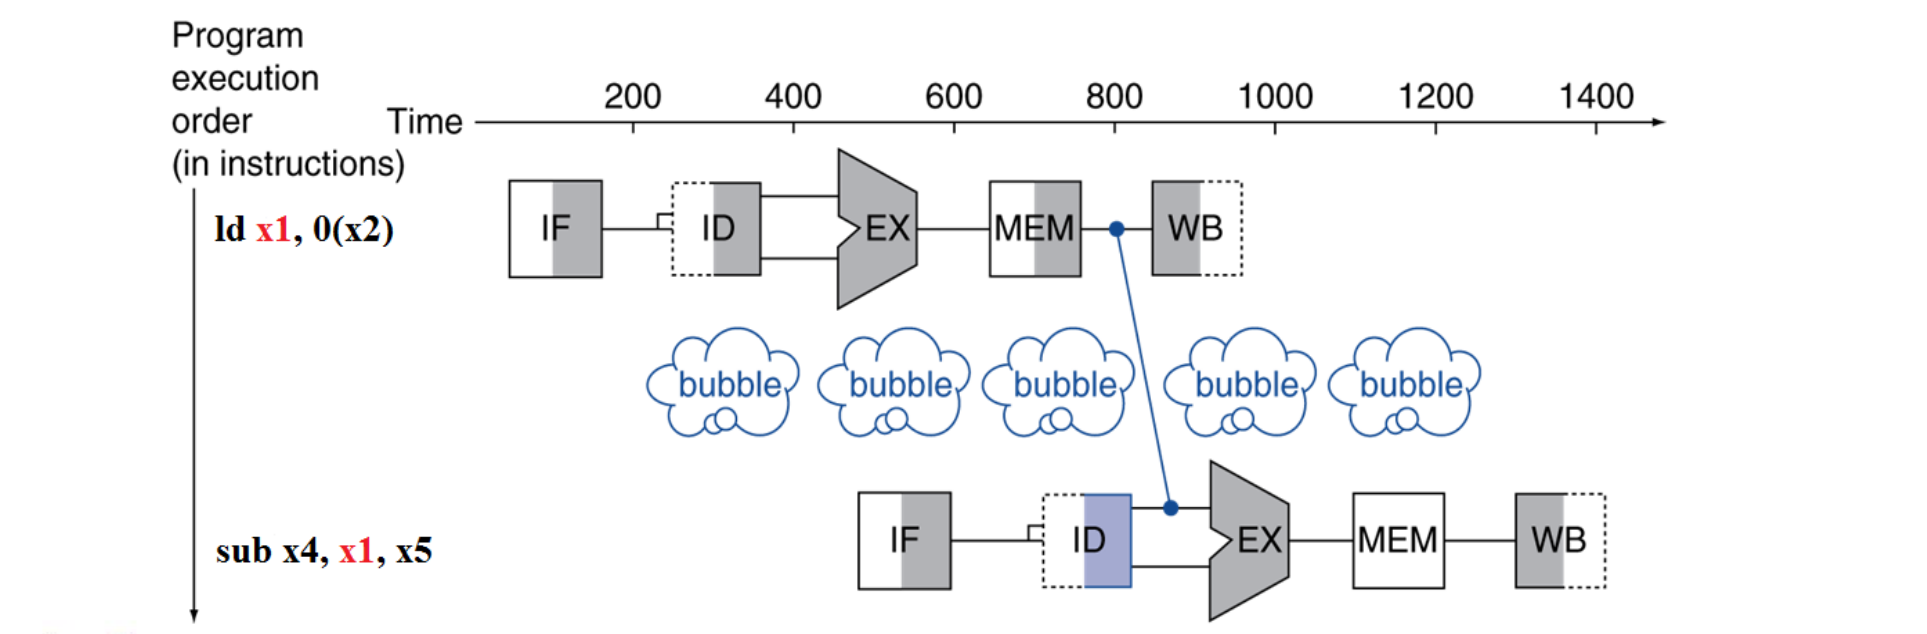 Program
execution
order
(in instructions)
Time
200 400 600 800 1000 1200 1400
ld x1, 0(x2)
IF ID EX MEM WB
bubble bubble bubble bubble bubble
sub x4, x1, x5
IF ID EX MEM WB